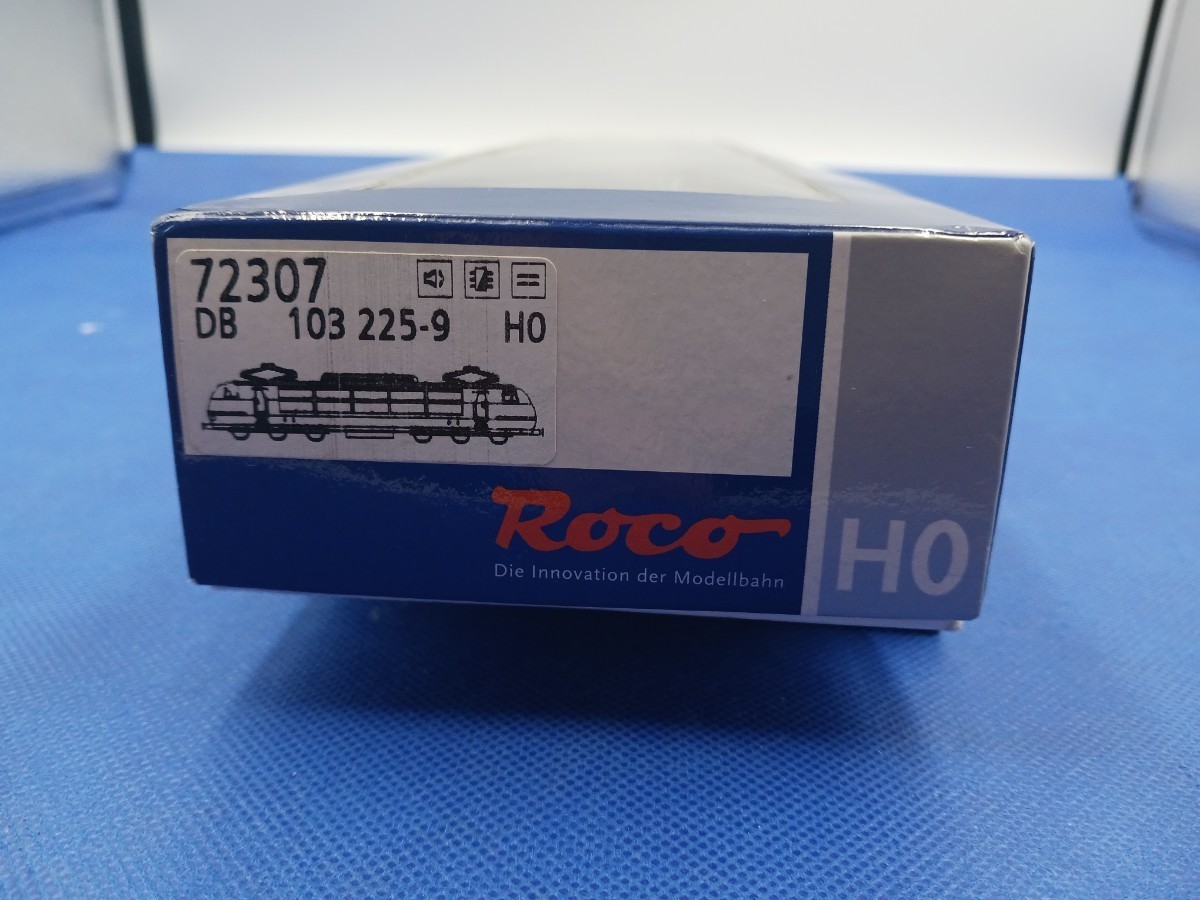 72307
DB 103 225-9 H0
Roco
Die Innovation der Modellbahn
H0